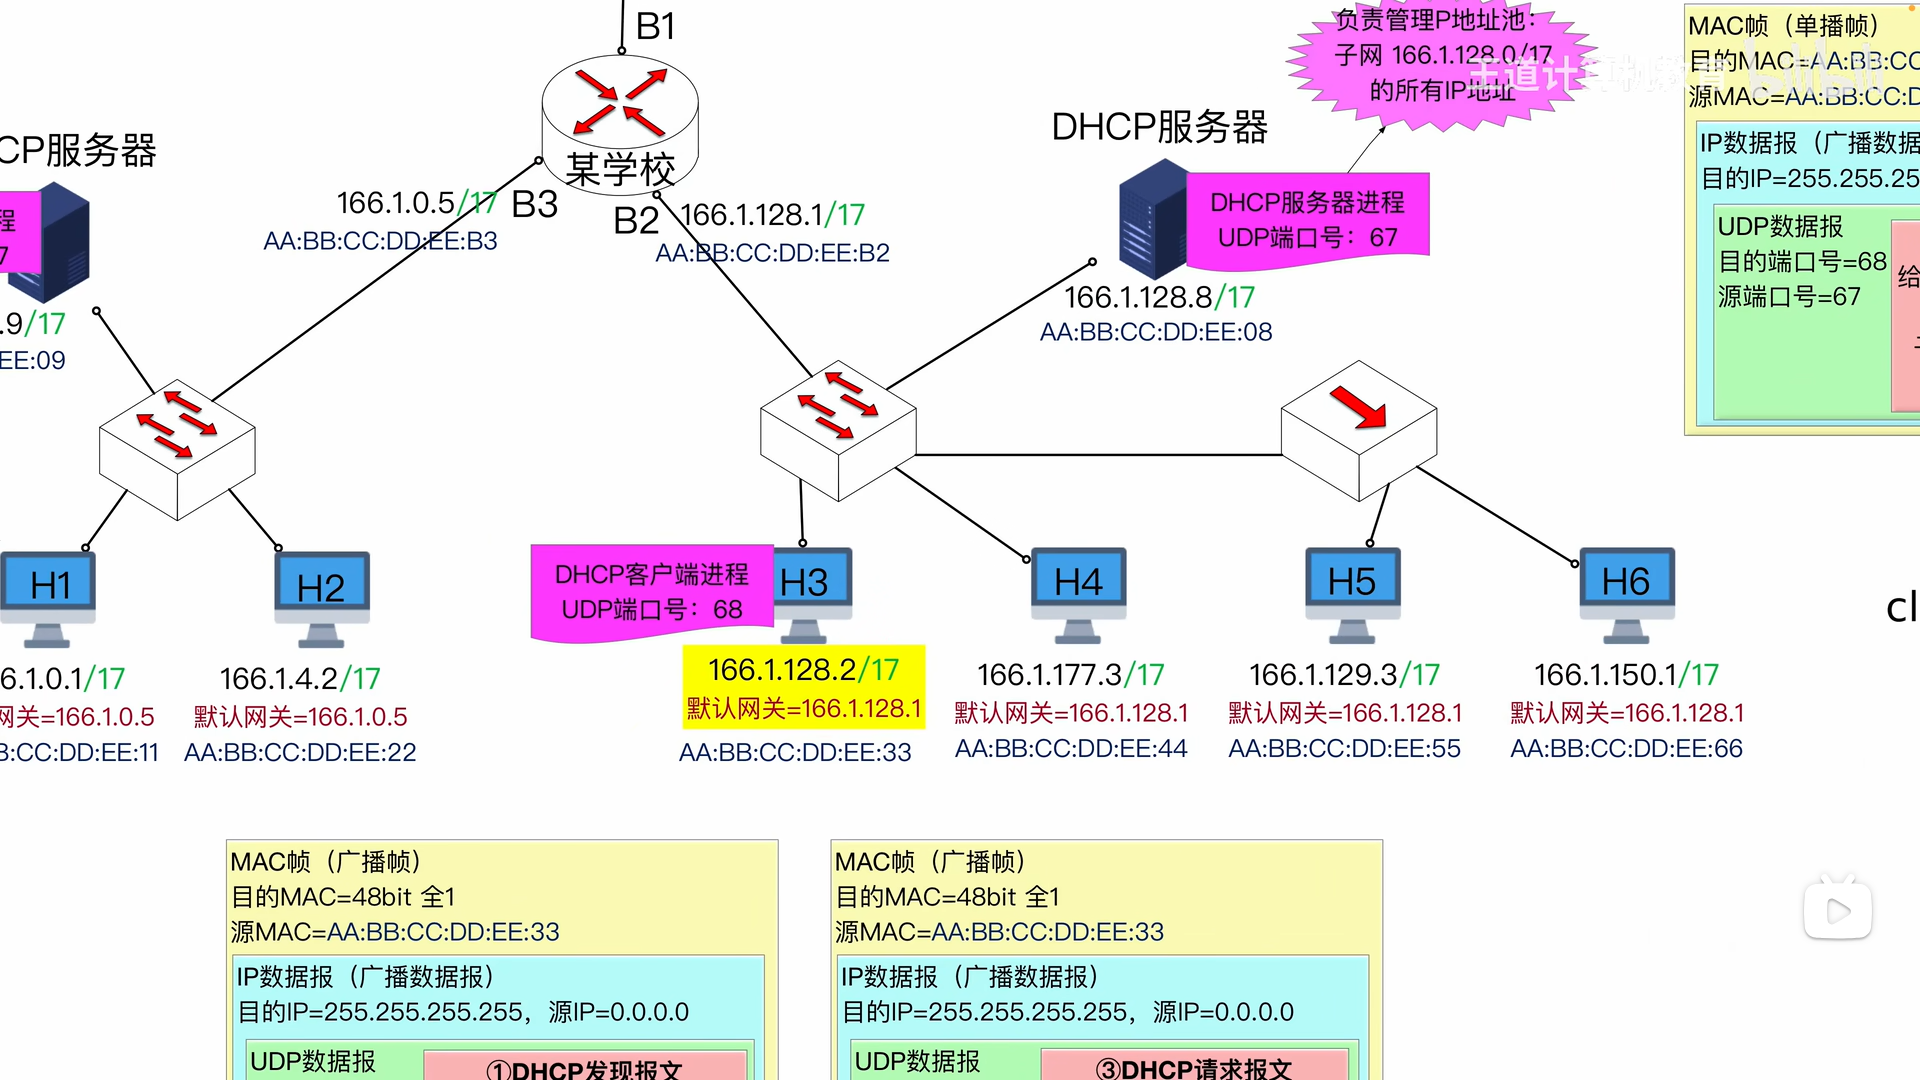 B1
某学校
B3
B2
166.1.0.5/17
AA:BB:CC:DD:EE:B3
166.1.128.1/17
AA:BB:CC:DD:EE:B2
CP服务器
程
7
.9/17
EE:09
DHCP服务器
DHCP服务器进程
UDP端口号：67
166.1.128.8/17
AA:BB:CC:DD:EE:08
负责管理IP地址池：
子网 166.1.128.0/17
的所有IP地址
王道计算机教育
bilibili
MAC帧（单播帧）
目的MAC=AA:BB:CC
源MAC=AA:BB:CC:D
IP数据报（广播数据
目的IP=255.255.25
UDP数据报
目的端口号=68
源端口号=67
给
H1
6.1.0.1/17
网关=166.1.0.5
B:CC:DD:EE:11
H2
166.1.4.2/17
默认网关=166.1.0.5
AA:BB:CC:DD:EE:22
DHCP客户端进程
UDP端口号：68
H3
166.1.128.2/17
默认网关=166.1.128.1
AA:BB:CC:DD:EE:33
H4
166.1.177.3/17
默认网关=166.1.128.1
AA:BB:CC:DD:EE:44
H5
166.1.129.3/17
默认网关=166.1.128.1
AA:BB:CC:DD:EE:55
H6
166.1.150.1/17
默认网关=166.1.128.1
AA:BB:CC:DD:EE:66
cl
MAC帧（广播帧）
目的MAC=48bit 全1
源MAC=AA:BB:CC:DD:EE:33
IP数据报（广播数据报）
目的IP=255.255.255.255，源IP=0.0.0.0
UDP数据报
①DHCP发现报文
MAC帧（广播帧）
目的MAC=48bit 全1
源MAC=AA:BB:CC:DD:EE:33
IP数据报（广播数据报）
目的IP=255.255.255.255，源IP=0.0.0.0
UDP数据报
③DHCP请求报文